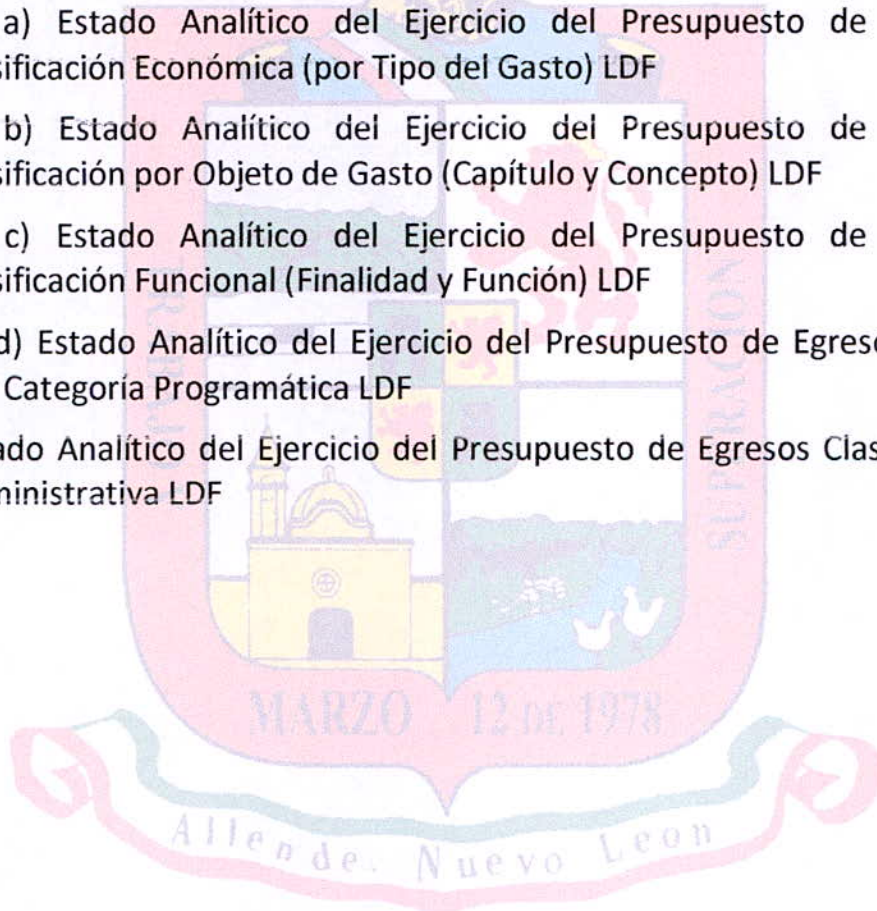 a) Estado Analítico del Ejercicio del Presupuesto de
sificación Económica (por Tipo del Gasto) LDF
b) Estado Analítico del Ejercicio del Presupuesto de
sificación por Objeto de Gasto (Capítulo y Concepto) LDF
c) Estado Analítico del Ejercicio del Presupuesto de
sificación Funcional (Finalidad y Función) LDF
d) Estado Analítico del Ejercicio del Presupuesto de Egreso
Categoría Programática LDF
ado Analítico del Ejercicio del Presupuesto de Egresos Clas
ministrativa LDF
TRABAJO
SUPERACION
MARZO 12 DE 1978
Allende, Nuevo Leon